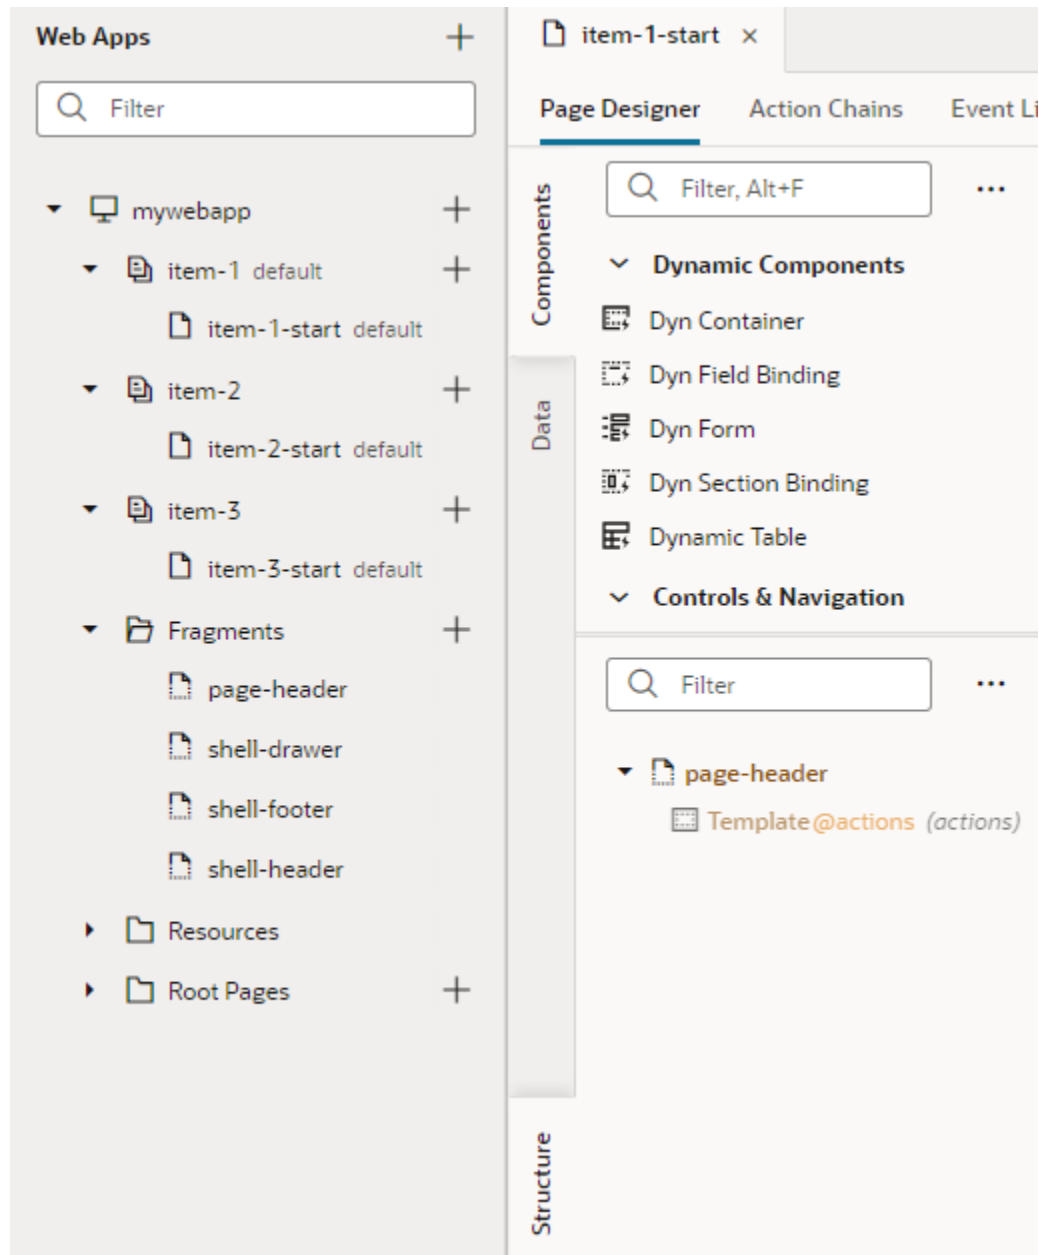 Web Apps
Filter
mywebapp
item-1 default
item-1-start default
item-2
item-2-start default
item-3
item-3-start default
Fragments
page-header
shell-drawer
shell-footer
shell-header
Resources
Root Pages
item-1-start ×
Page Designer Action Chains Event Li
Components
Data
Structure
Filter, Alt+F
Dynamic Components
Dyn Container
Dyn Field Binding
Dyn Form
Dyn Section Binding
Dynamic Table
Controls & Navigation
Filter
page-header
Template@actions (actions)